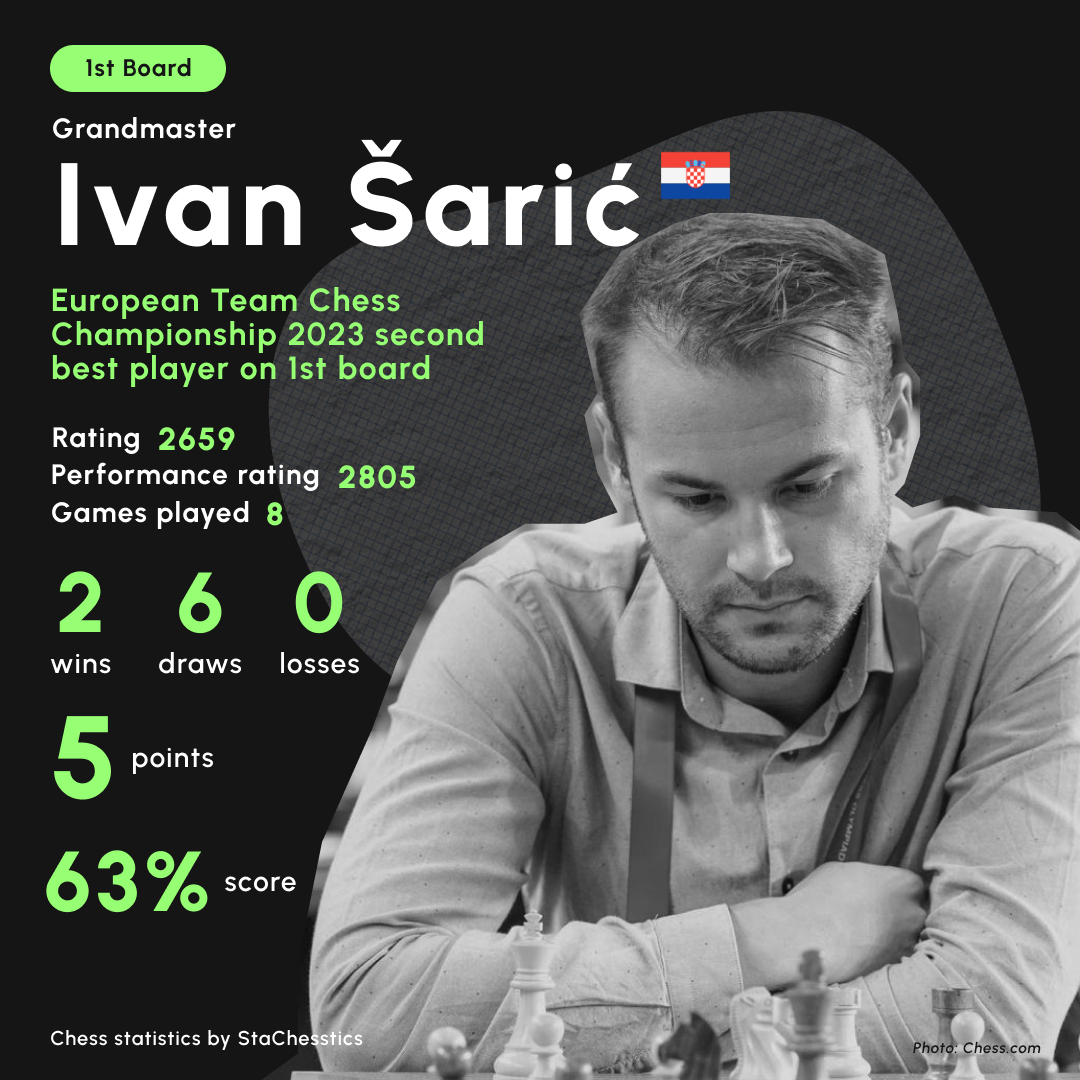 1st Board
Grandmaster
Ivan Šarić
European Team Chess
Championship 2023 second
best player on 1st board
Rating 2659
Performance rating 2805
Games played 8
2 6 0
wins draws losses
5 points
63% score
OLYMPIAD
Chess statistics by StaChesstics
Photo: Chess.com